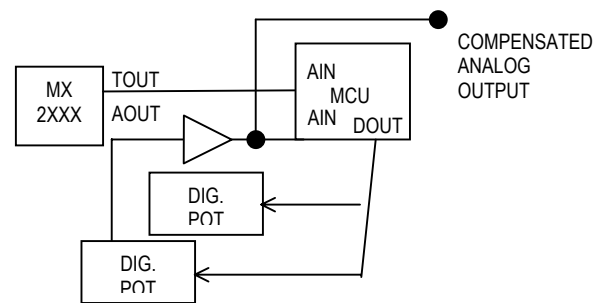 COMPENSATED
ANALOG
OUTPUT
MX
2XXX
TOUT
AOUT
AIN
MCU
AIN
DOUT
DIG.
POT
DIG.
POT